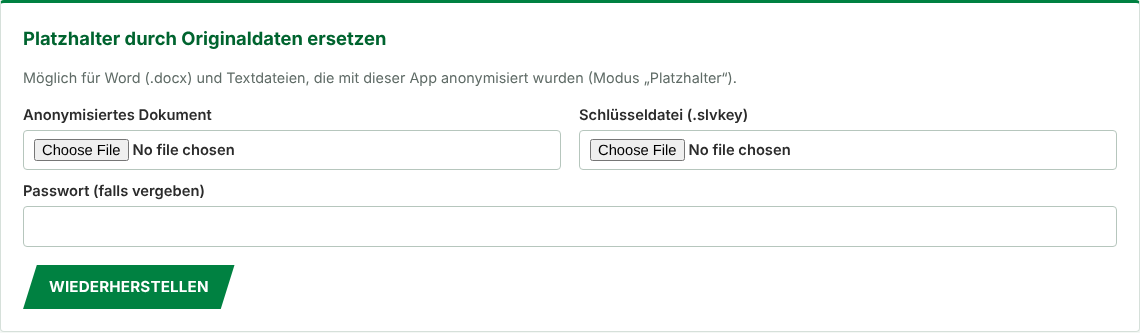 Platzhalter durch Originaldaten ersetzen
Möglich für Word (.docx) und Textdateien, die mit dieser App anonymisiert wurden (Modus „Platzhalter“).
Anonymisiertes Dokument
Schlüsseldatei (.slvkey)
Choose File No file chosen
Choose File No file chosen
Passwort (falls vergeben)
WIEDERHERSTELLEN